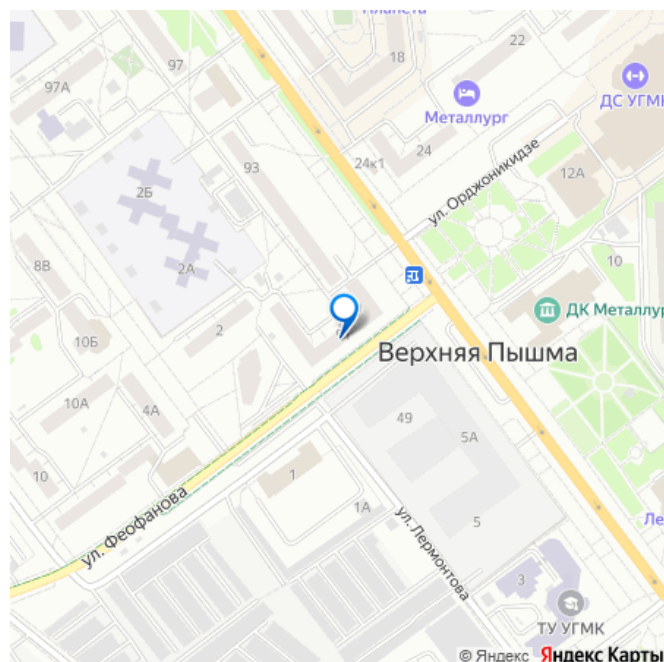 Планета
97
97А
18
22
ДС УГМК
Металлург
93
24к1
24
ул. Орджоникидзе
12А
2Б
2А
8В
10
ДК Металлург
2
10Б
Верхняя Пышма
10А
4А
49
5А
10
1
1А
5
ул. Феофанова
ул. Лермонтова
Ле
3
ТУ УГМК
© Яндекс Яндекс Карты